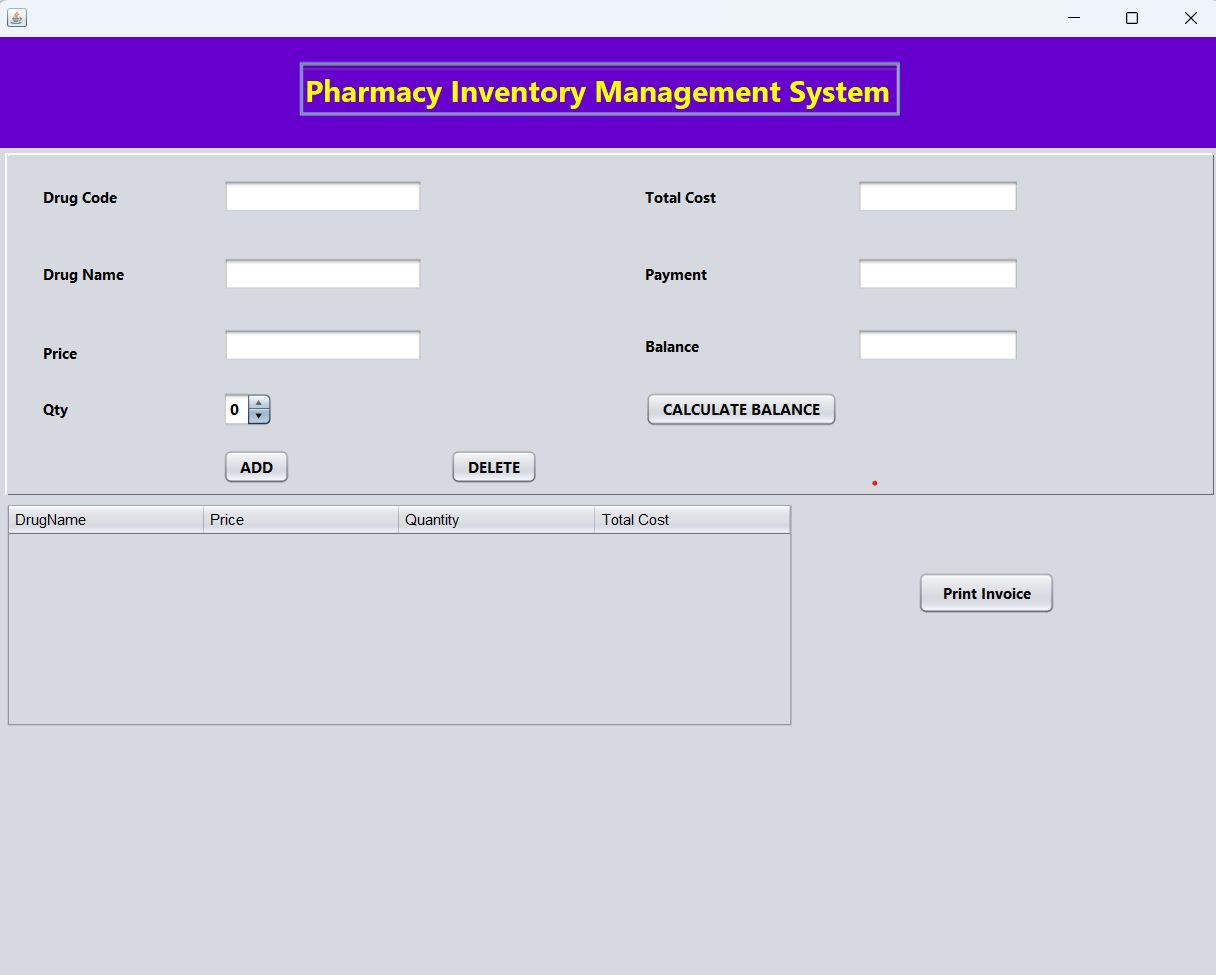 Pharmacy Inventory Management System
Drug Code
Total Cost
Drug Name
Payment
Price
Balance
Qty
0
CALCULATE BALANCE
ADD
DELETE
DrugName
Price
Quantity
Total Cost
Print Invoice